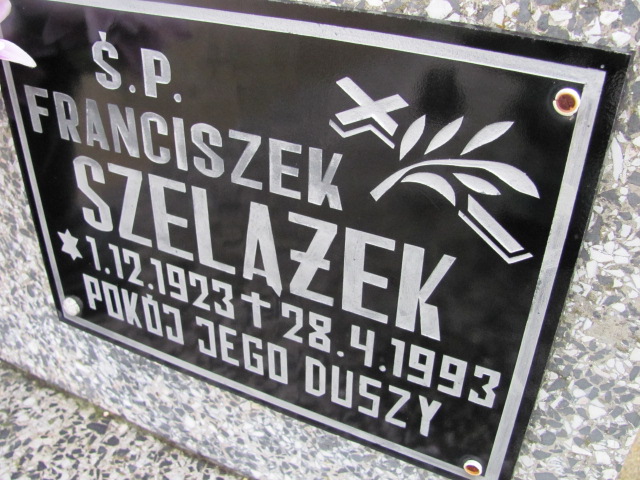 Ś.P.
FRANCISZEK
SZELĄŻEK
* 1.12.1923 † 28.4.1993
POKÓJ JEGO DUSZY